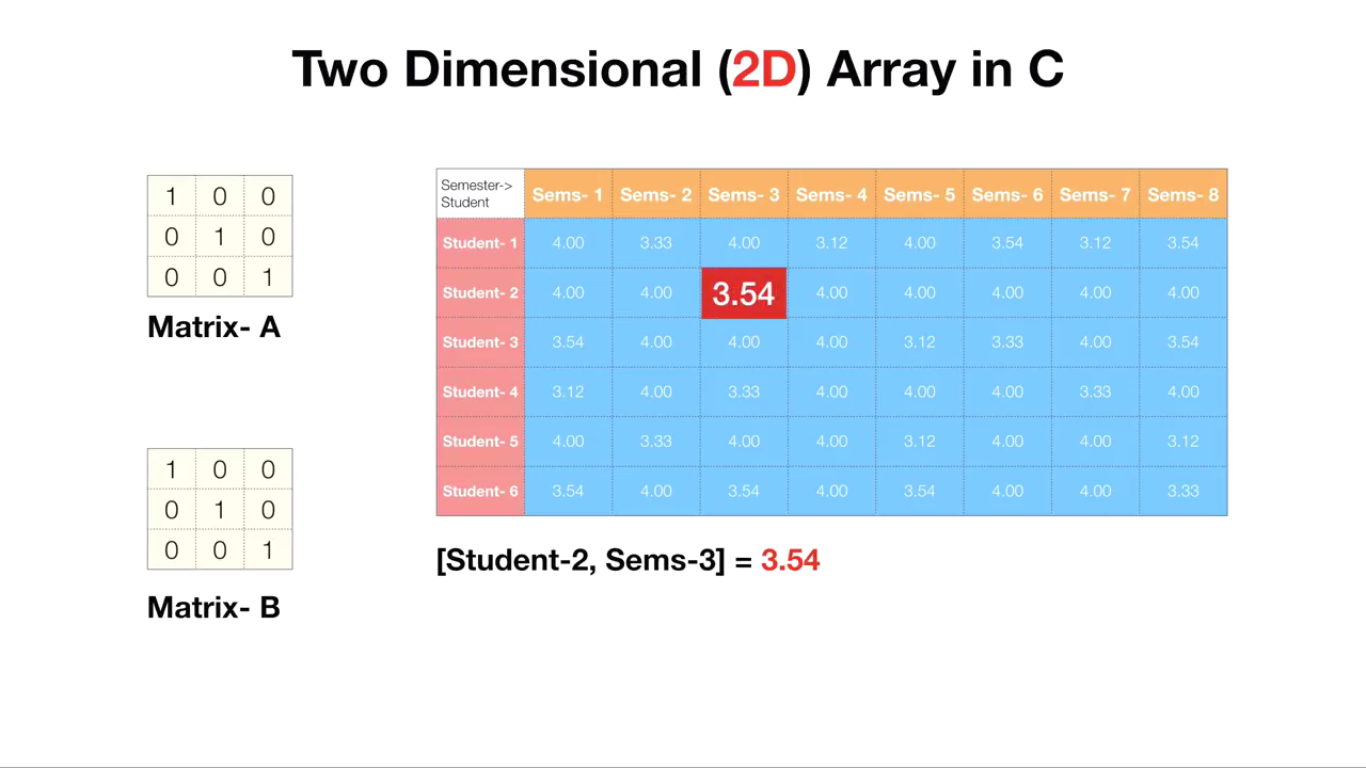 Two Dimensional (2D) Array in C
1 0 0
0 1 0
0 0 1
Matrix- A
1 0 0
0 1 0
0 0 1
Matrix- B
Semester->
Student
Sems- 1 Sems- 2 Sems- 3 Sems- 4 Sems- 5 Sems- 6 Sems- 7 Sems- 8
Student- 1 4.00 3.33 4.00 3.12 4.00 3.54 3.12 3.54
Student- 2 4.00 4.00 3.54 4.00 4.00 4.00 4.00 4.00
Student- 3 3.54 4.00 4.00 4.00 3.12 3.33 4.00 3.54
Student- 4 3.12 4.00 3.33 4.00 4.00 4.00 3.33 4.00
Student- 5 4.00 3.33 4.00 4.00 3.12 4.00 4.00 3.12
Student- 6 3.54 4.00 3.54 4.00 3.54 4.00 4.00 3.33
[Student-2, Sems-3] = 3.54